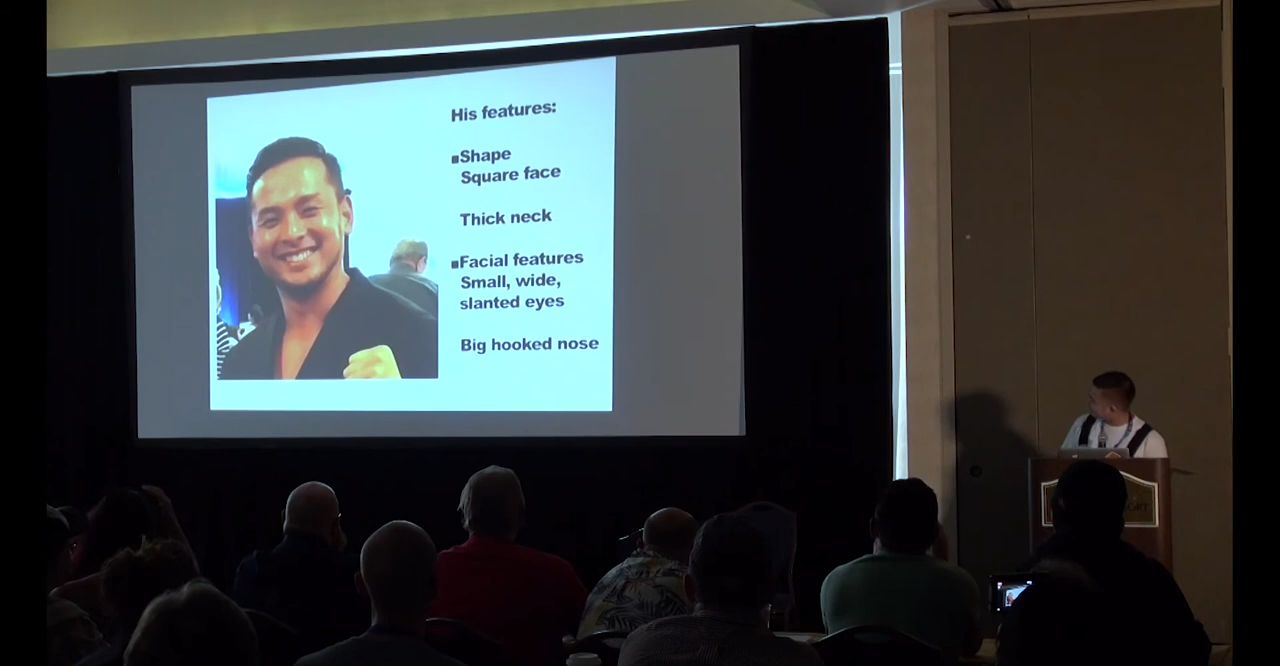 His features:
▪Shape
Square face
Thick neck
▪Facial features
Small, wide,
slanted eyes
Big hooked nose